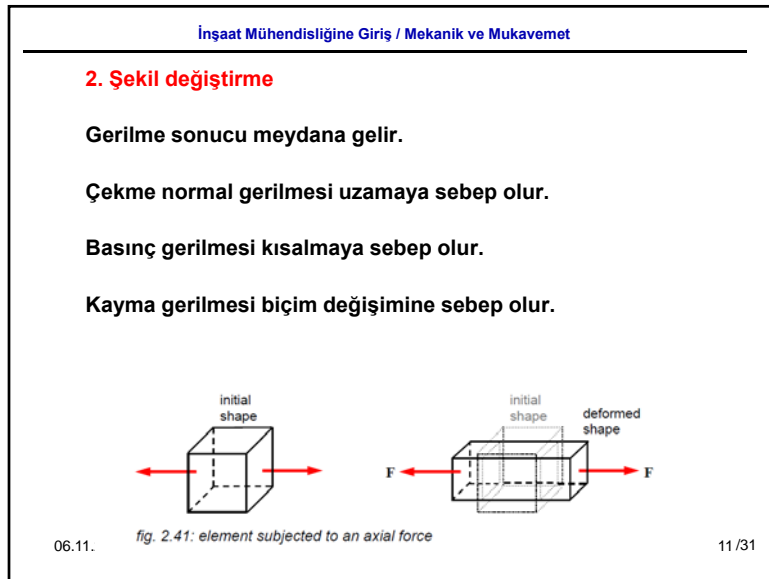 İnşaat Mühendisliğine Giriş / Mekanik ve Mukavemet
2. Şekil değiştirme
Gerilme sonucu meydana gelir.
Çekme normal gerilmesi uzamaya sebep olur.
Basınç gerilmesi kısalmaya sebep olur.
Kayma gerilmesi biçim değişimine sebep olur.
initial
shape
initial
shape
deformed
shape
F
F
fig. 2.41: element subjected to an axial force
06.11.
11/31